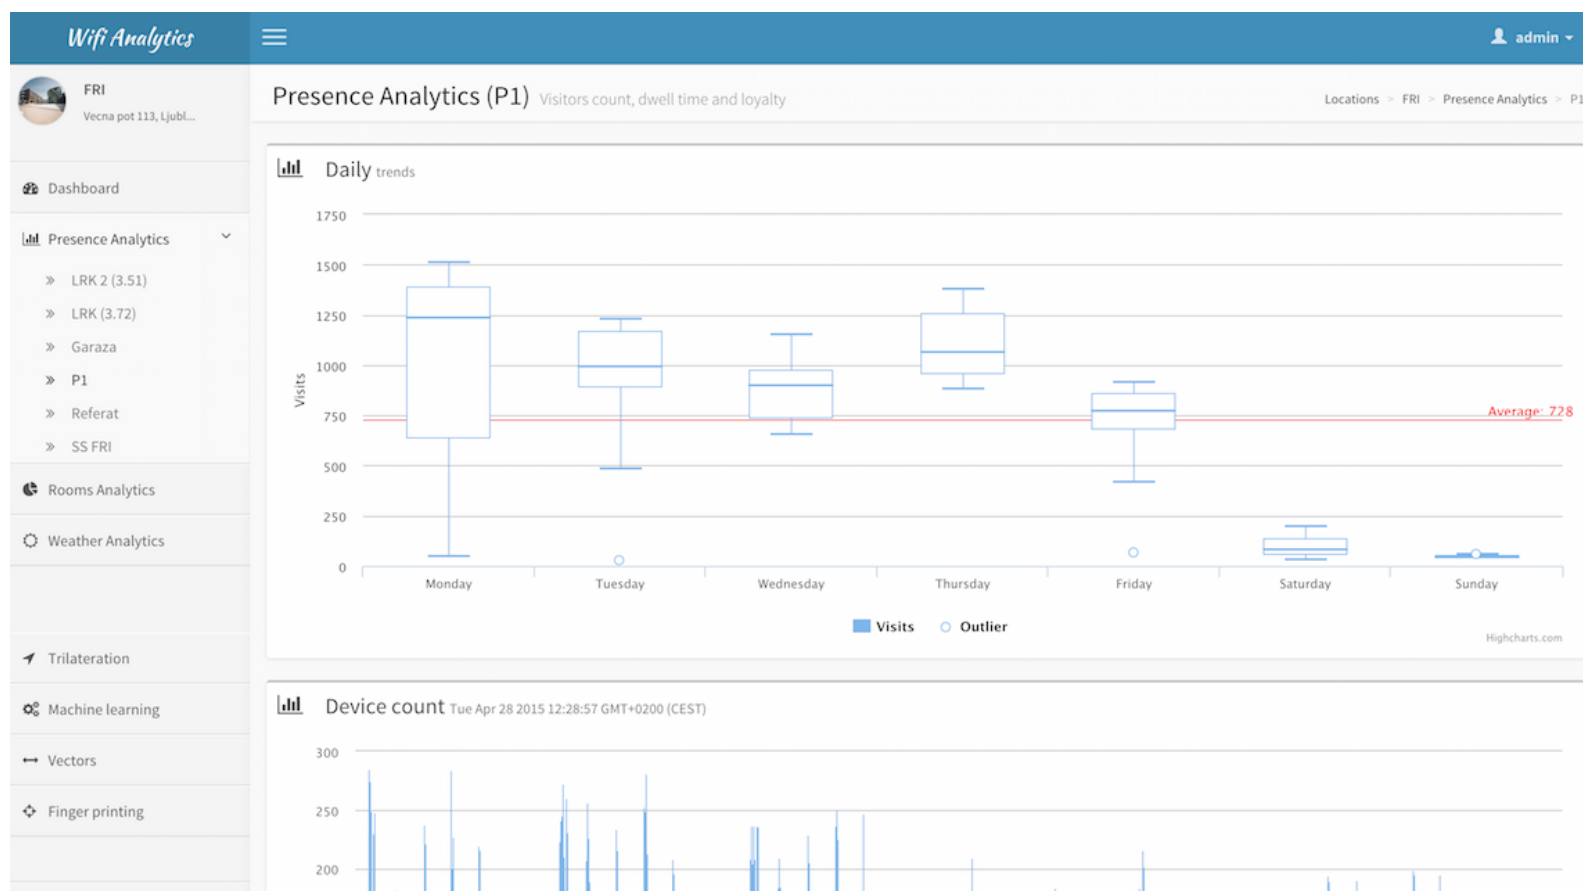 Wifi Analytics
admin
FRI
Vecna pot 113, Ljubl...
Presence Analytics (P1) Visitors count, dwell time and loyalty
Locations > FRI > Presence Analytics > P1
Dashboard
Presence Analytics
LRK 2 (3.51)
LRK (3.72)
Garaza
P1
Referat
SS FRI
Rooms Analytics
Weather Analytics
Trilateration
Machine learning
Vectors
Finger printing
Daily trends
1750
1500
1250
1000
750
500
250
0
Visits
Average: 728
Monday Tuesday Wednesday Thursday Friday Saturday Sunday
Visits Outlier
Highcharts.com
Device count Tue Apr 28 2015 12:28:57 GMT+0200 (CEST)
300
250
200